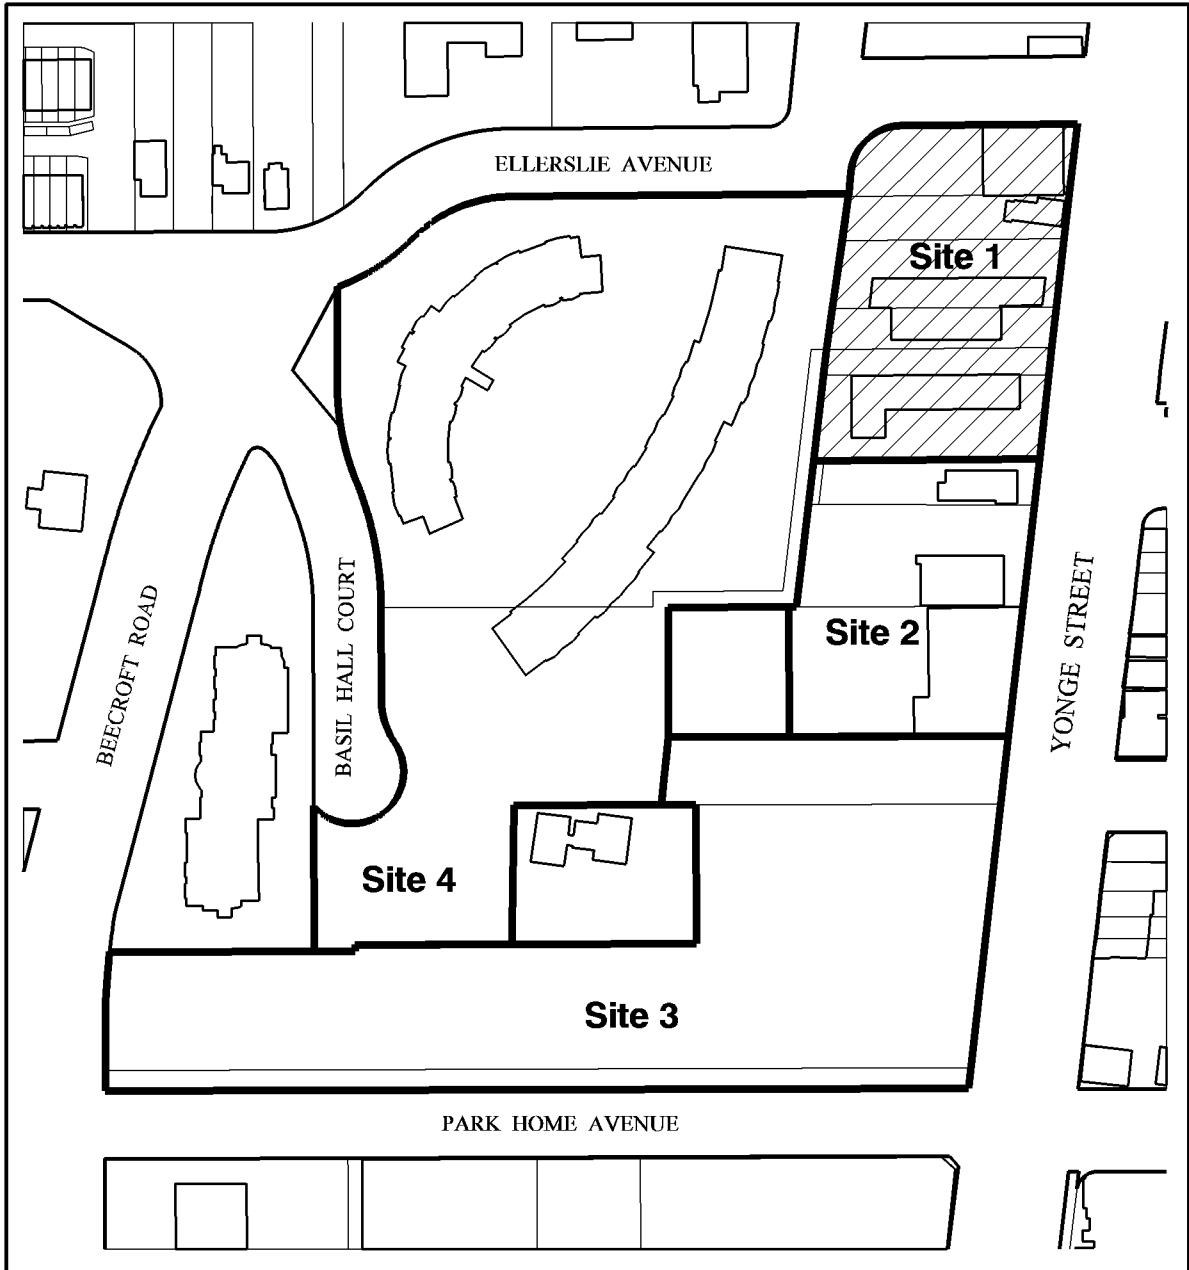 ELLERSLIE AVENUE
Site 1
BEECROFT ROAD
BASIL HALL COURT
Site 2
YONGE STREET
Site 4
Site 3
PARK HOME AVENUE